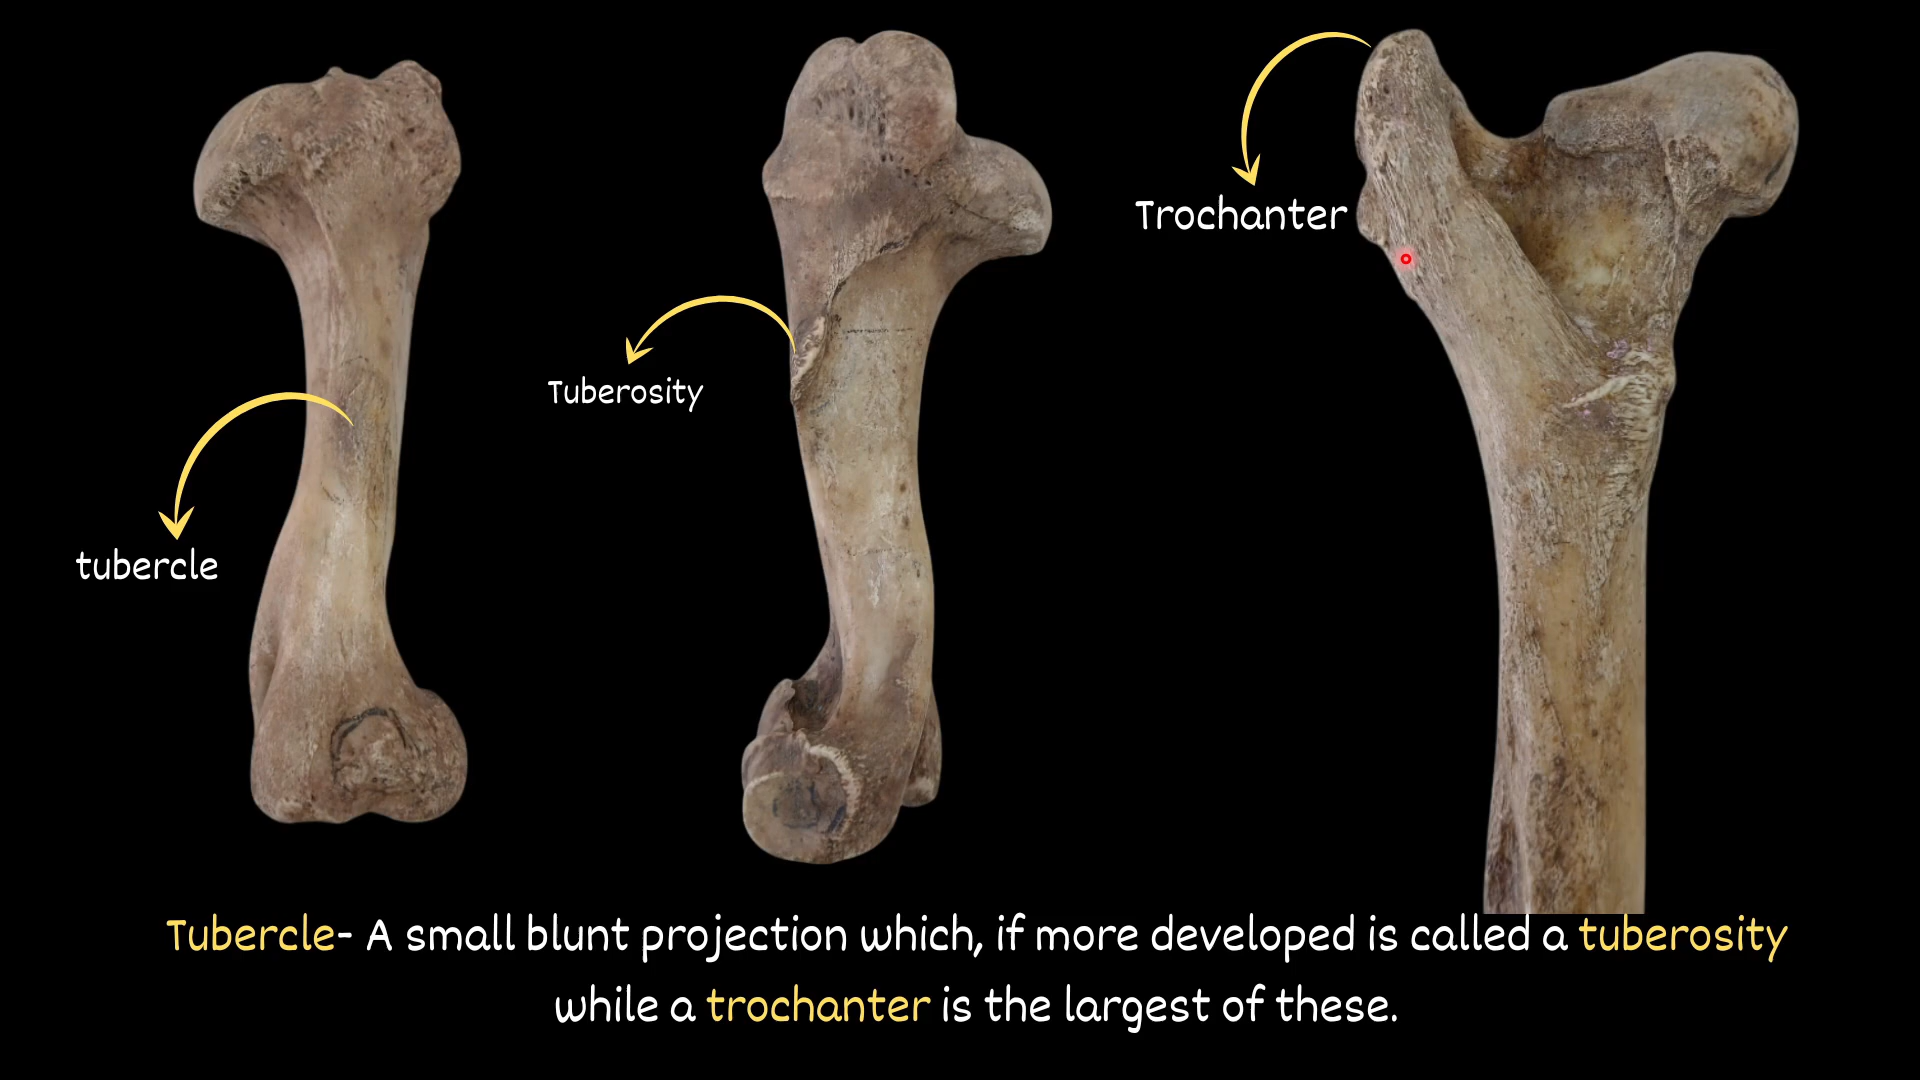 Trochanter
Tuberosity
tubercle
Tubercle- A small blunt projection which, if more developed is called a tuberosity
while a trochanter is the largest of these.